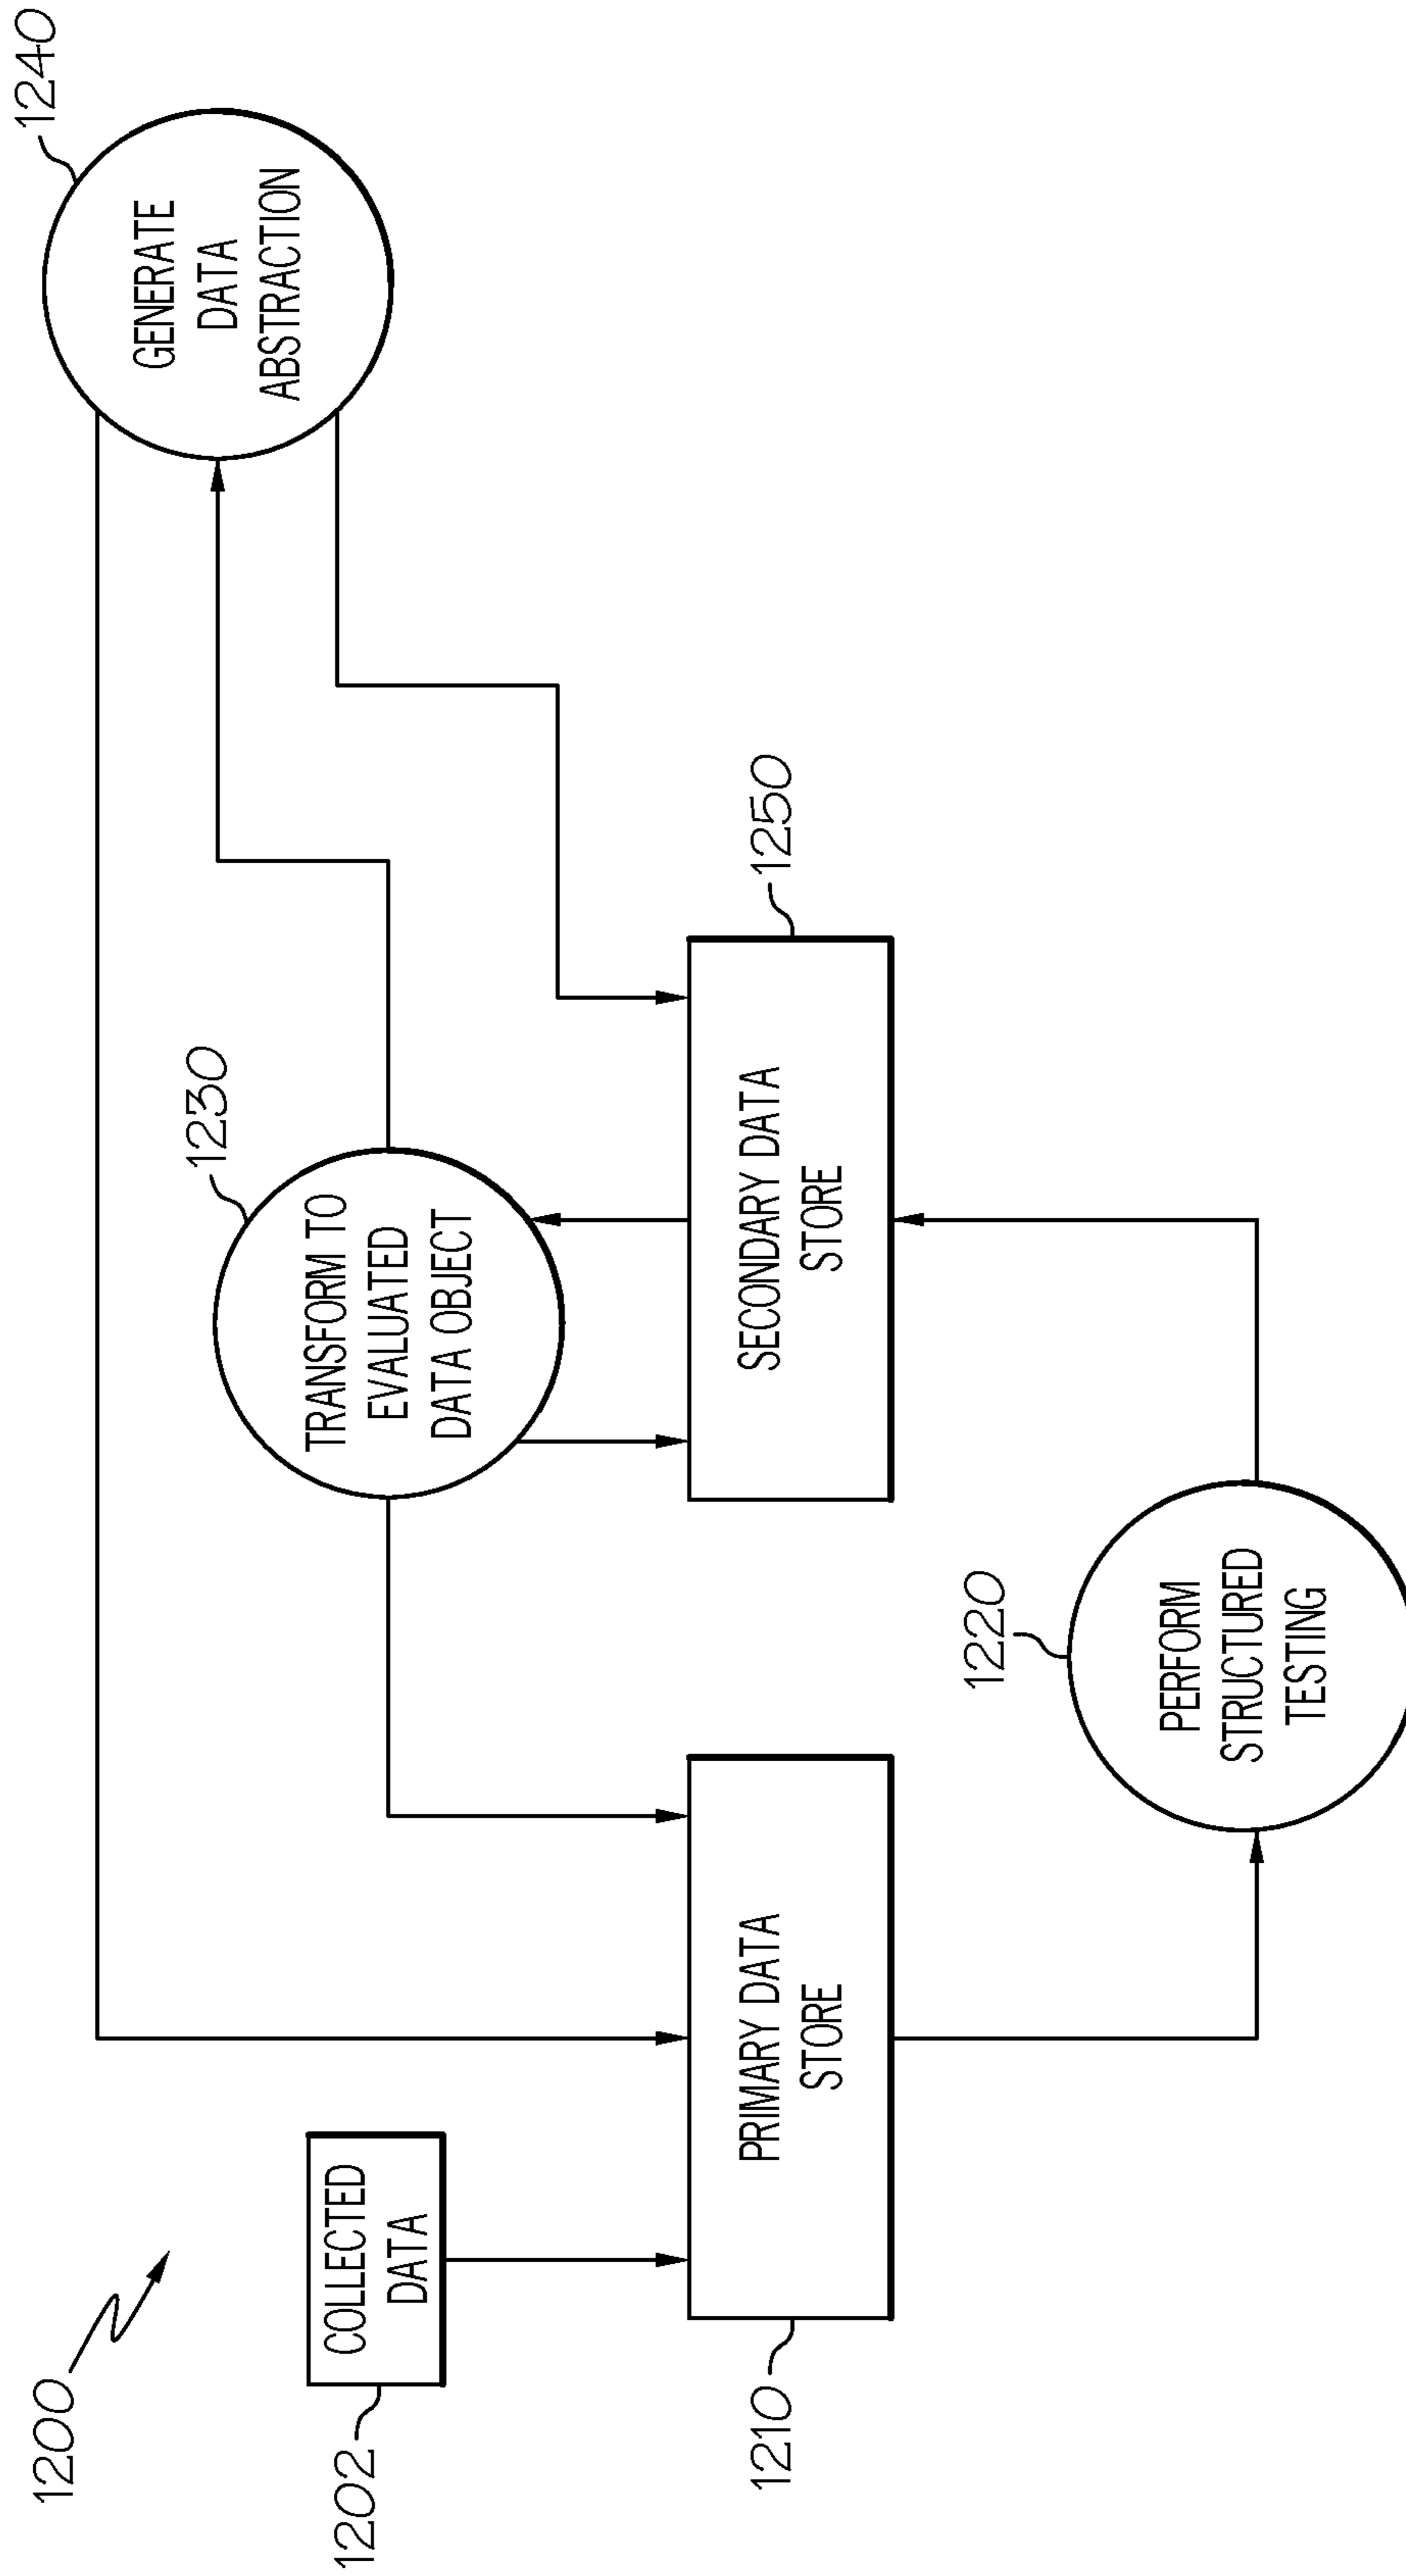 1200
1202
COLLECTED
DATA
1240
GENERATE
DATA
ABSTRACTION
1230
TRANSFORM TO
EVALUATED
DATA OBJECT
1210
PRIMARY DATA
STORE
1250
SECONDARY DATA
STORE
1220
PERFORM
STRUCTURED
TESTING